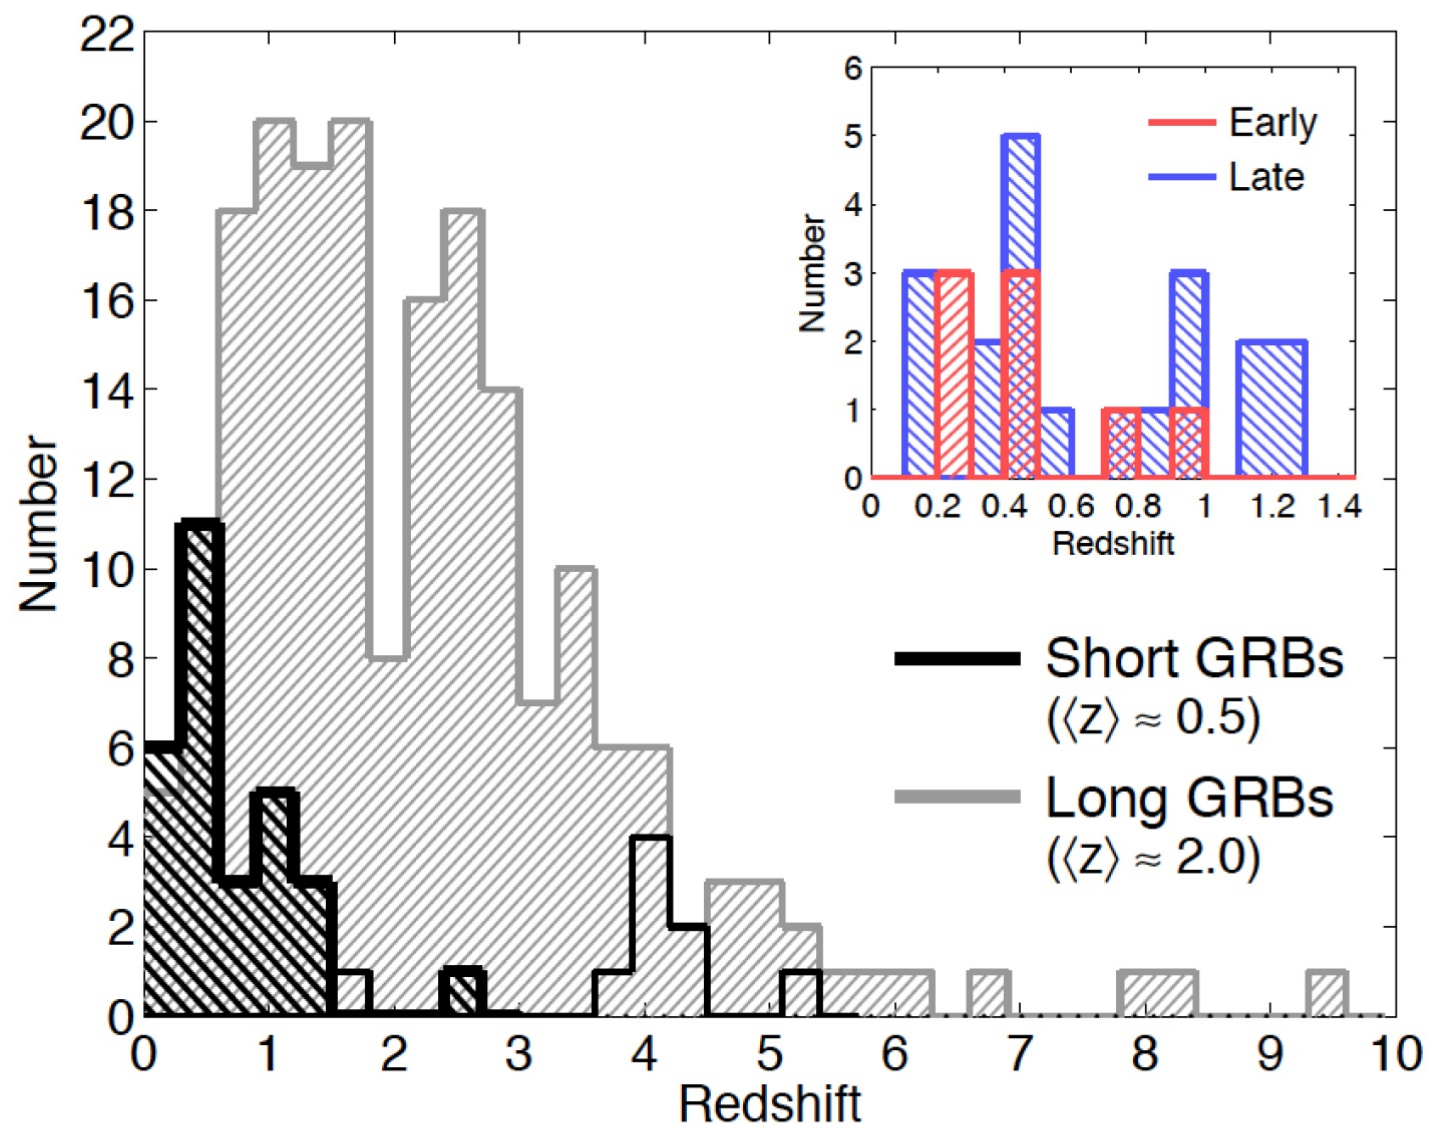 22
20
18
16
14
12
10
8
6
4
2
0
Number
0 1 2 3 4 5 6 7 8 9 10
Redshift
6
5
4
3
2
1
0
Number
0 0.2 0.4 0.6 0.8 1 1.2 1.4
Redshift
Early
Late
Short GRBs
(⟨z⟩ ≈ 0.5)
Long GRBs
(⟨z⟩ ≈ 2.0)